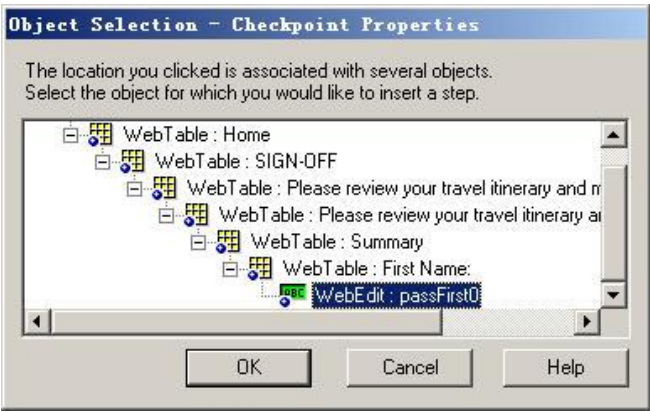 Object Selection - Checkpoint Properties
The location you clicked is associated with several objects.
Select the object for which you would like to insert a step.
WebTable : Home
WebTable : SIGN-OFF
WebTable : Please review your travel itinerary and
WebTable : Please review your travel itinerary
WebTable : Summary
WebTable : First Name:
ABC WebEdit : passFirst0
OK Cancel Help